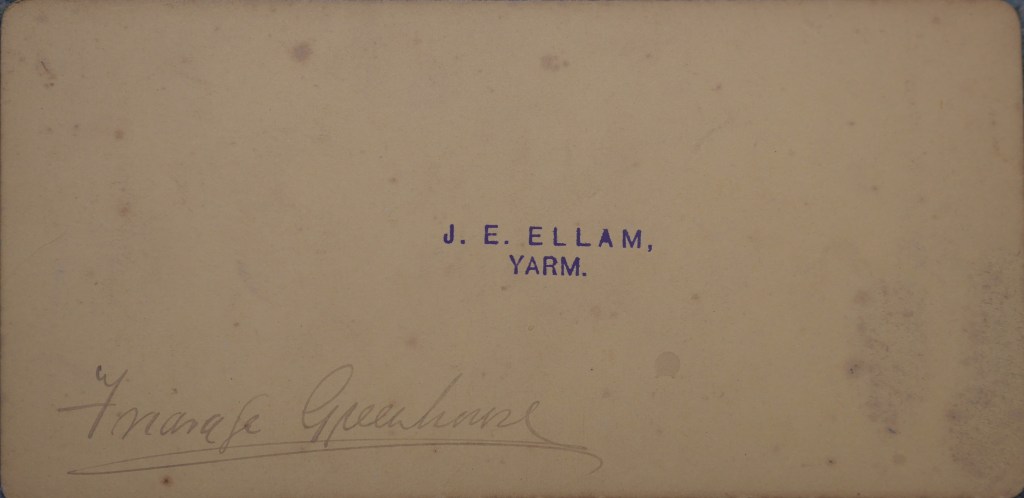 J. E. ELLAM,
YARM.
"Friarage Greenhouse